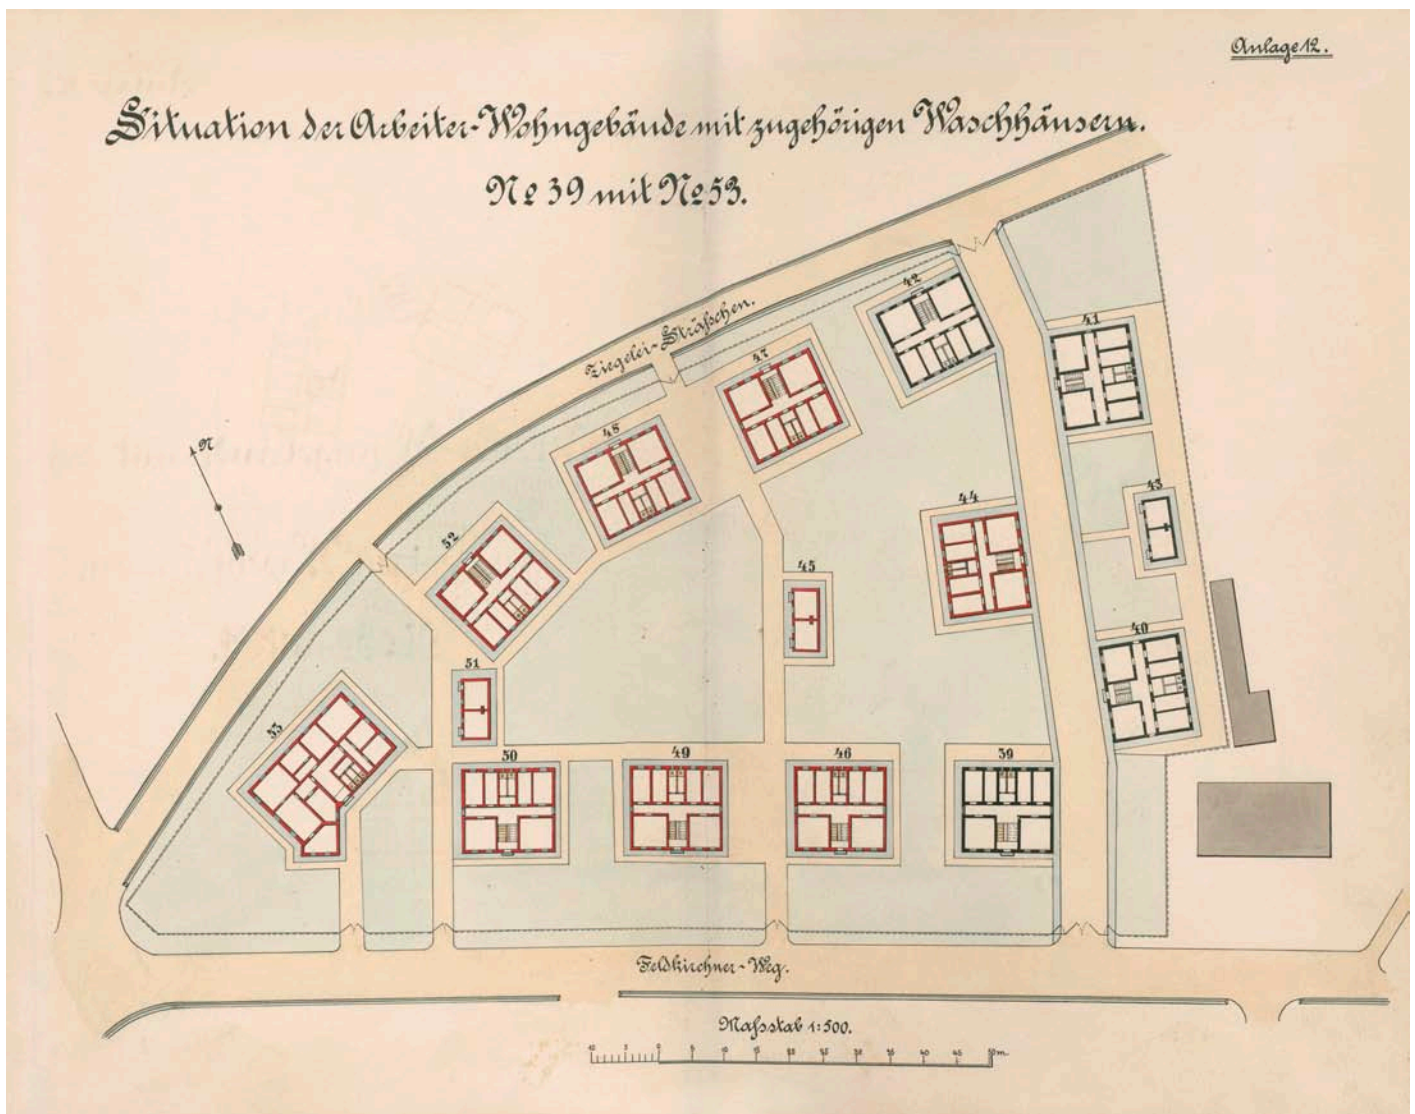 Anlage 12.
Situation der Arbeiter-Wohngebäude mit zugehörigen Waschhäusern.
No 39 mit No 53.
Ziegelei-Sträßchen.
42
41
47
48
43
44
52
45
40
51
53
50
49
46
39
N
Feldkirchner-Weg.
Maßstab 1:500.
10 5 0 5 10 15 20 25 30 35 40 45 50 m.